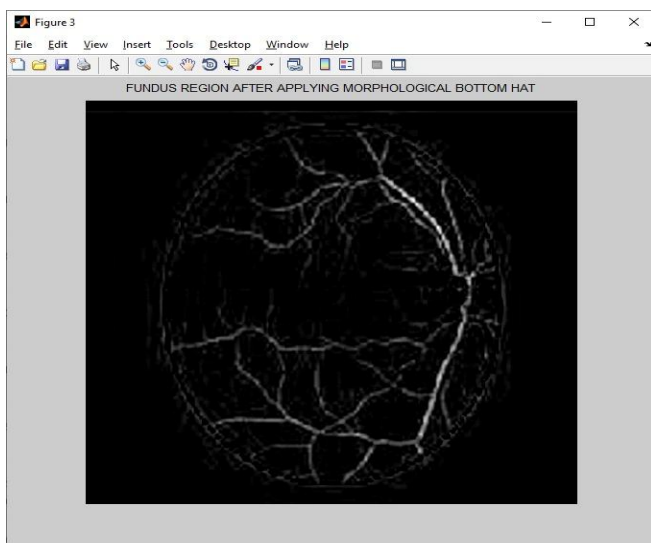 Figure 3
File Edit View Insert Tools Desktop Window Help
FUNDUS REGION AFTER APPLYING MORPHOLOGICAL BOTTOM HAT